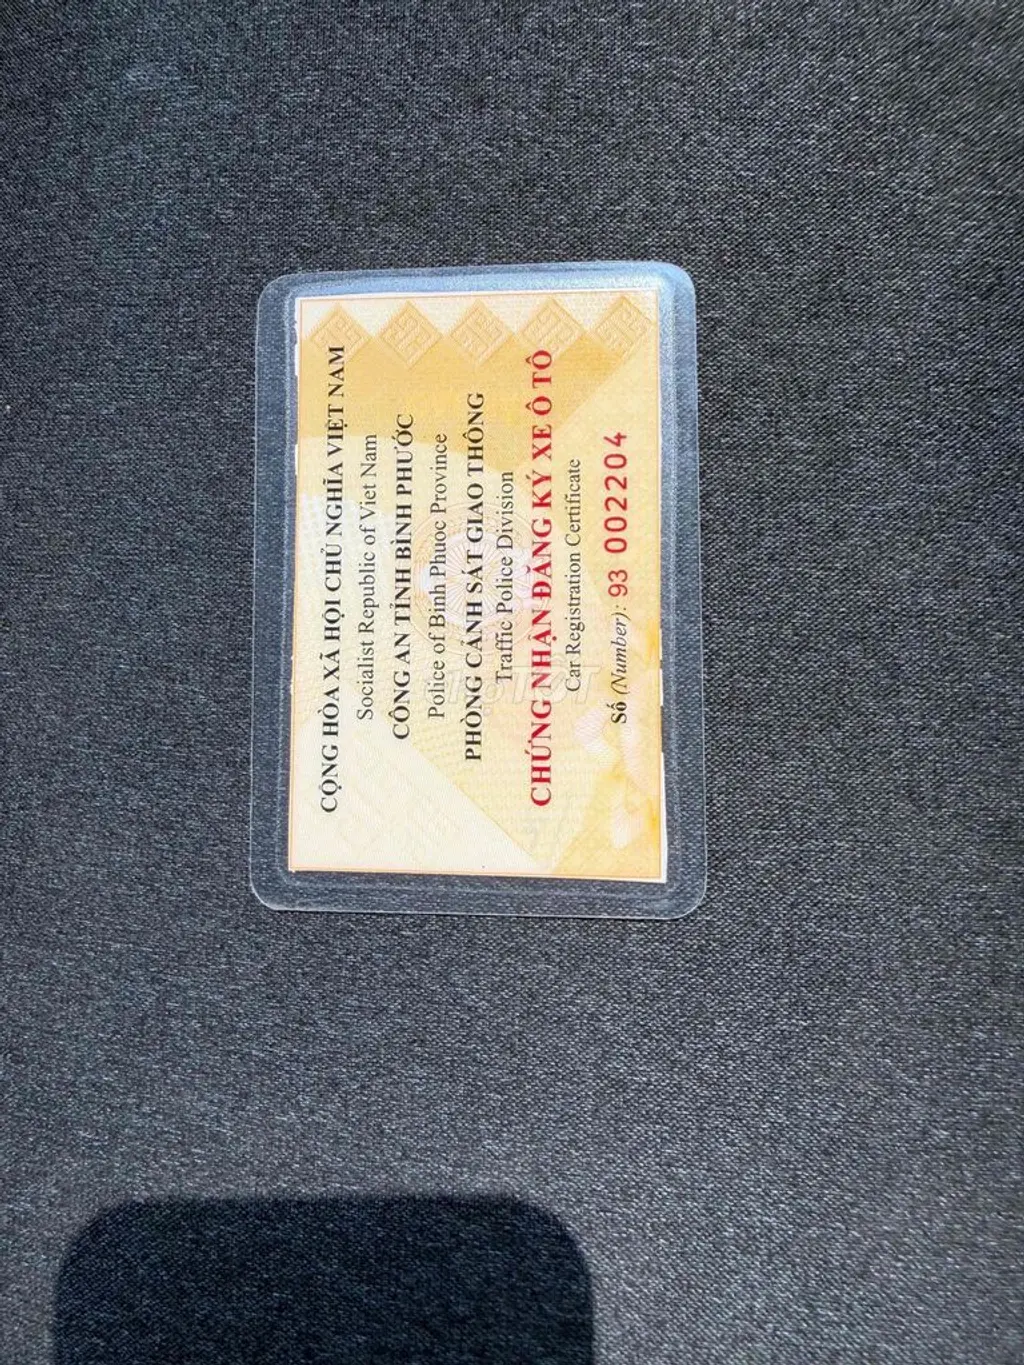 CỘNG HÒA XÃ HỘI CHỦ NGHĨA VIỆT NAM
Socialist Republic of Viet Nam
CÔNG AN TỈNH BÌNH PHƯỚC
Police of Binh Phuoc Province
PHÒNG CẢNH SÁT GIAO THÔNG
Traffic Police Division
CHỨNG NHẬN ĐĂNG KÝ XE Ô TÔ
Car Registration Certificate
Số (Number): 93 002204